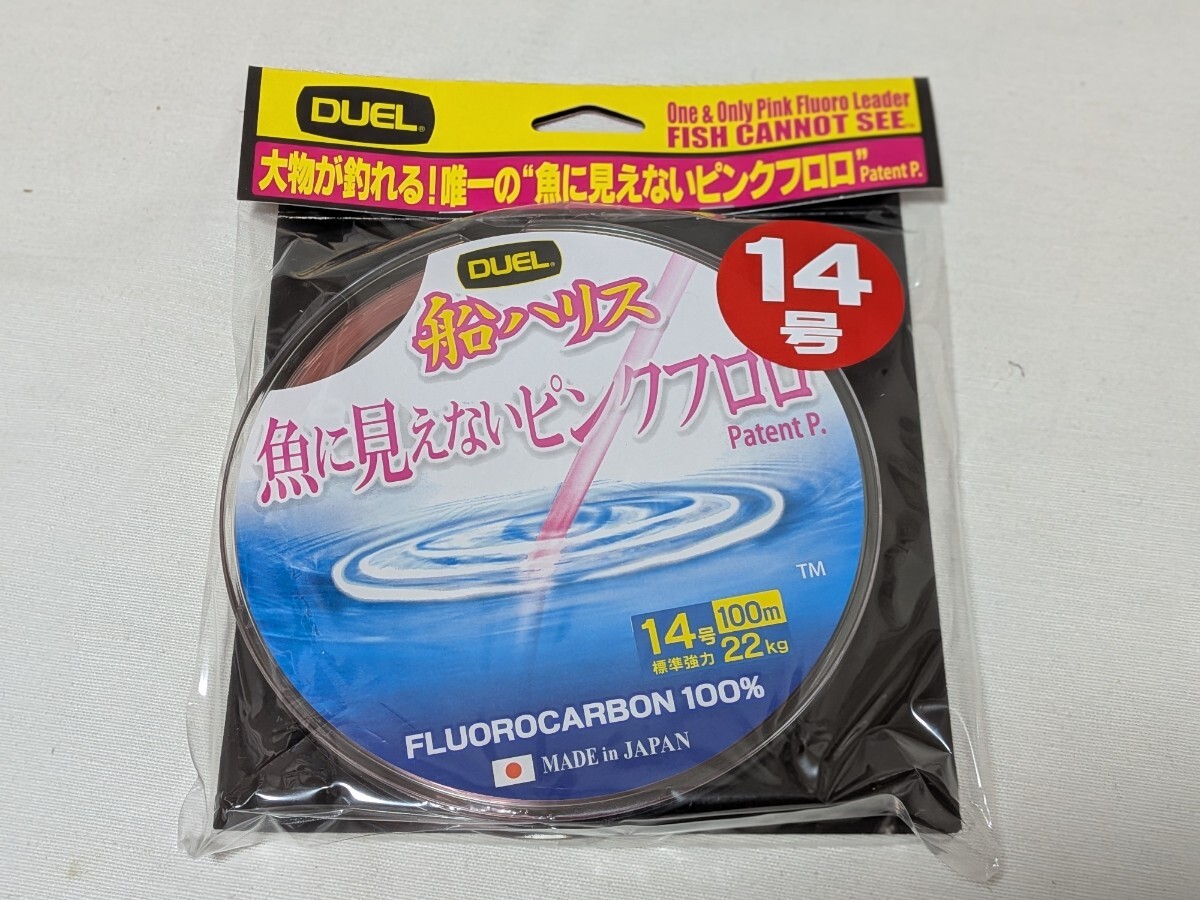 DUEL®
One & Only Pink Fluoro Leader
FISH CANNOT SEE™
大物が釣れる!唯一の"魚に見えないピンクフロロ" Patent P.
14
号
DUEL®
船ハリス
魚に見えないピンクフロロ
Patent P.
TM
14号 100m
標準強力 22kg
FLUOROCARBON 100%
MADE in JAPAN